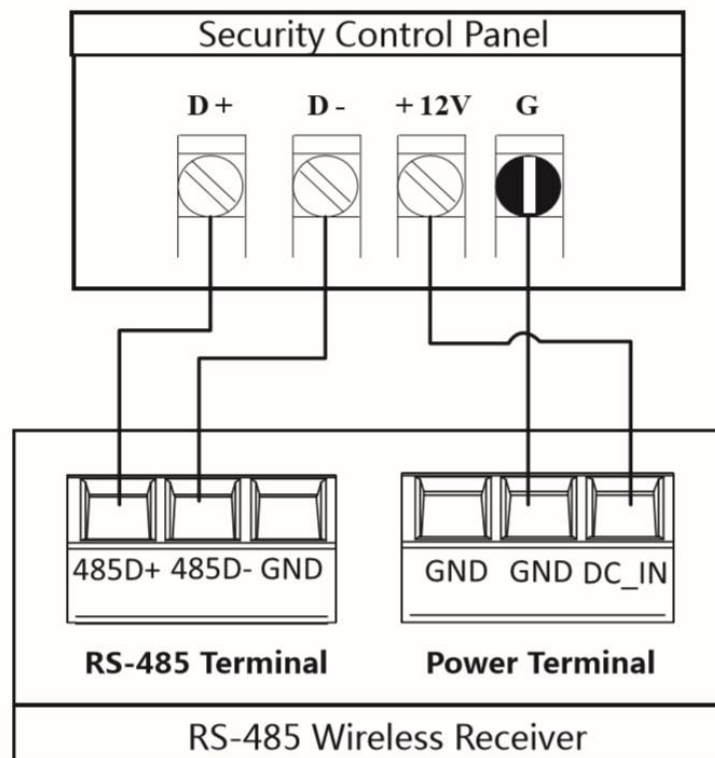 Security Control Panel
D + D - + 12V G
485D+ 485D- GND GND GND DC_IN
RS-485 Terminal Power Terminal
RS-485 Wireless Receiver